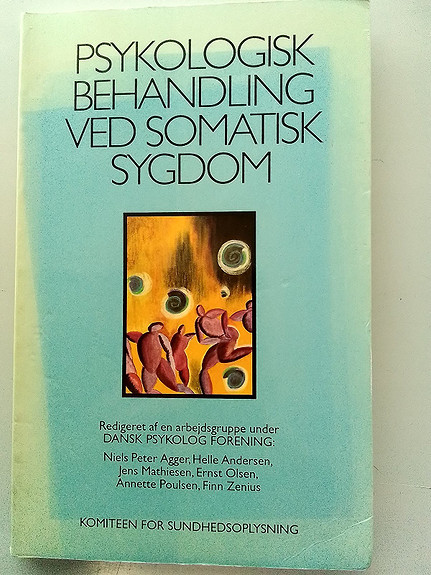 PSYKOLOGISK
BEHANDLING
VED SOMATISK
SYGDOM
Redigeret af en arbejdsgruppe under
DANSK PSYKOLOG FORENING:
Niels Peter Agger, Helle Andersen,
Jens Mathiesen, Ernst Olsen,
Annette Poulsen, Finn Zenius
KOMITEEN FOR SUNDHEDSOPLYSNING